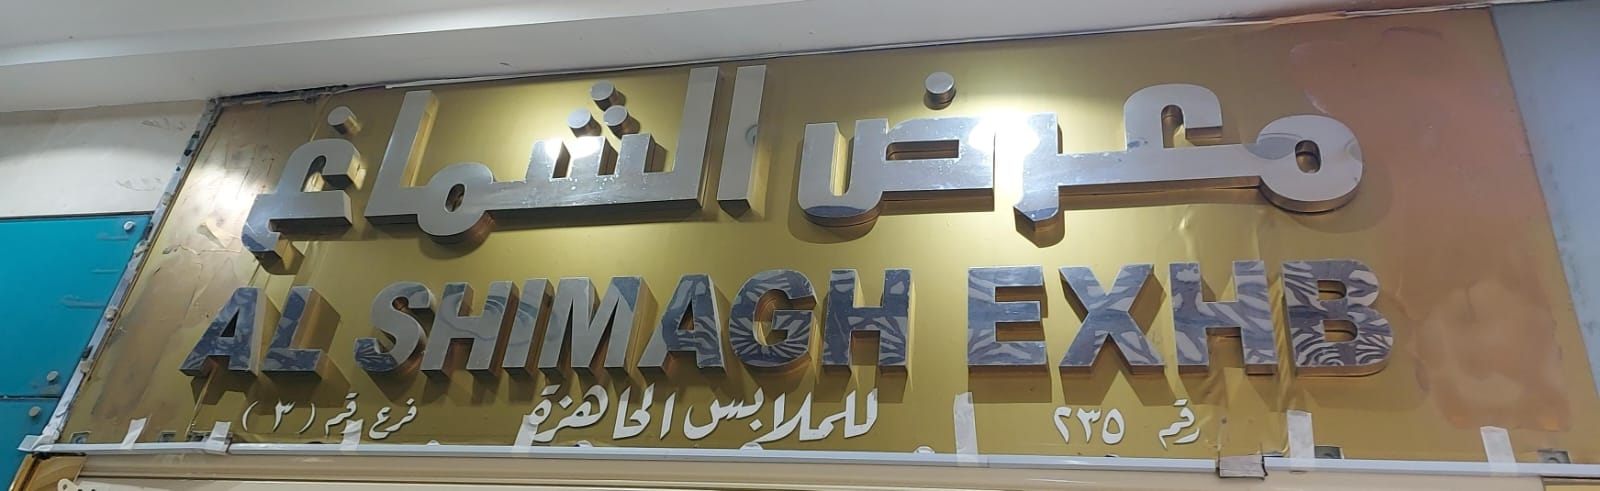 معرض الشماغ
AL SHIMAGH EXHB
رقم ٢٣٥ للملابس الجاهزة فرع رقم (٣)